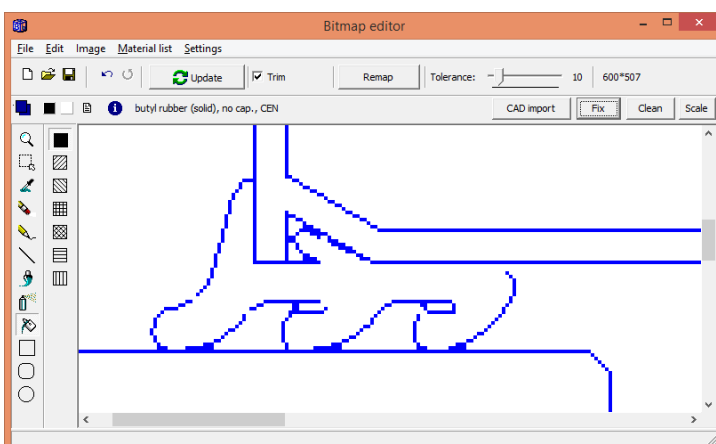 Bitmap editor
File Edit Image Material list Settings
Update Trim Remap Tolerance: 10 600*507
butyl rubber (solid), no cap., CEN CAD import Fix Clean Scale